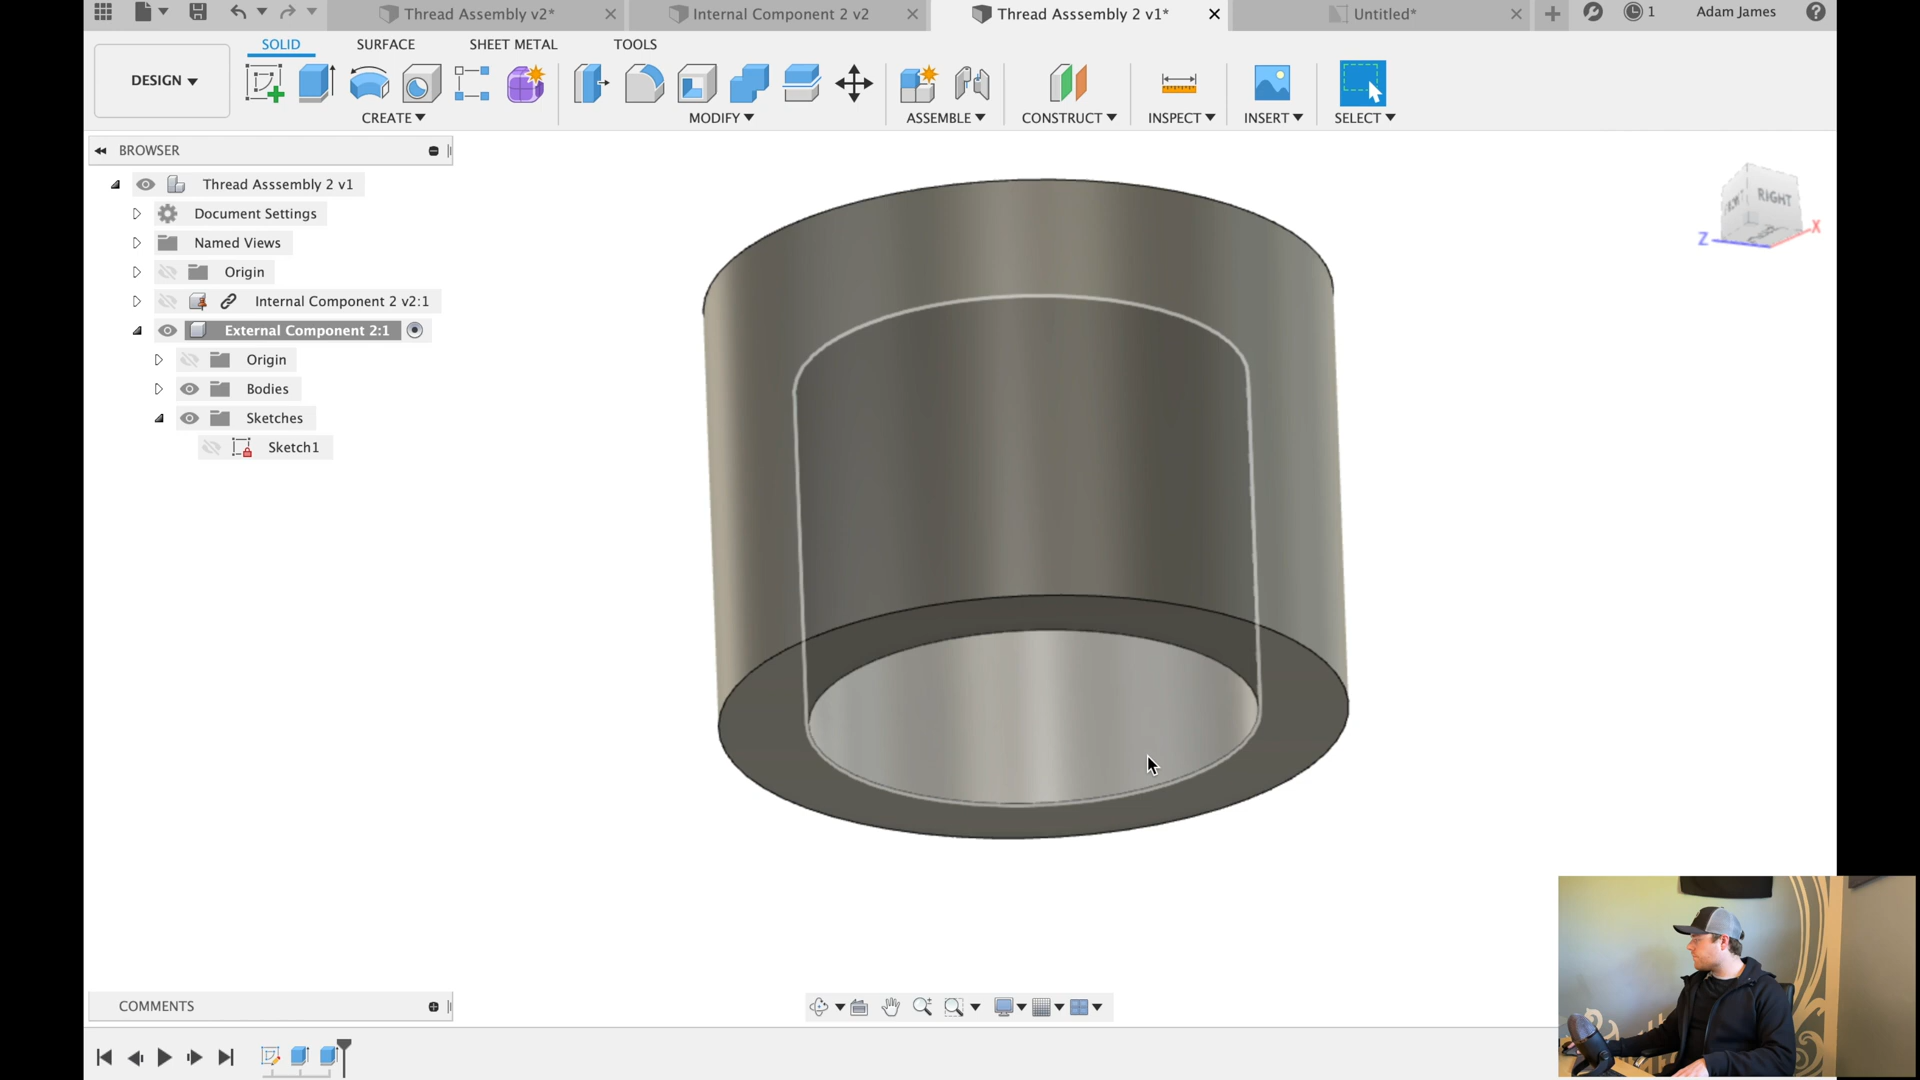 Thread Assembly v2*
Internal Component 2 v2
Thread Asssembly 2 v1*
Untitled*
1
Adam James
DESIGN
SOLID
SURFACE
SHEET METAL
TOOLS
CREATE
MODIFY
ASSEMBLE
CONSTRUCT
INSPECT
INSERT
SELECT
BROWSER
Thread Asssembly 2 v1
Document Settings
Named Views
Origin
Internal Component 2 v2:1
External Component 2:1
Origin
Bodies
Sketches
Sketch1
RIGHT
Z
X
COMMENTS